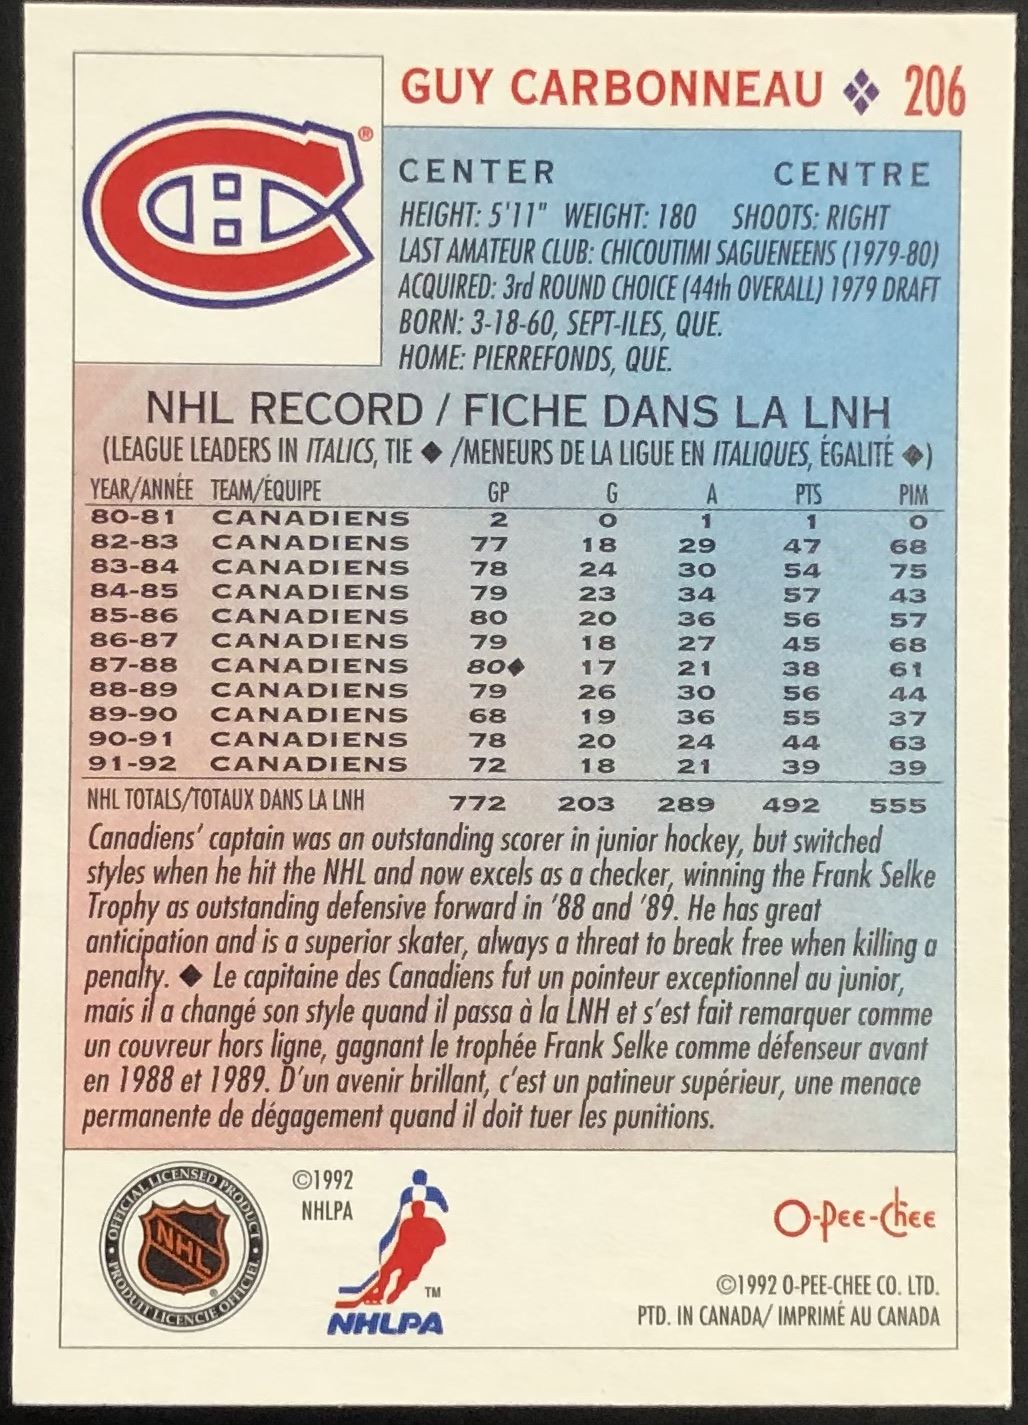 GUY CARBONNEAU ❖ 206
®
CENTER CENTRE
HEIGHT: 5'11" WEIGHT: 180 SHOOTS: RIGHT
LAST AMATEUR CLUB: CHICOUTIMI SAGUENEENS (1979-80)
ACQUIRED: 3rd ROUND CHOICE (44th OVERALL) 1979 DRAFT
BORN: 3-18-60, SEPT-ILES, QUE.
HOME: PIERREFONDS, QUE.
NHL RECORD / FICHE DANS LA LNH
(LEAGUE LEADERS IN ITALICS, TIE ◆ /MENEURS DE LA LIGUE EN ITALIQUES, ÉGALITÉ ◆)
YEAR/ANNÉE TEAM/ÉQUIPE GP G A PTS PIM
80-81 CANADIENS 2 0 1 1 0
82-83 CANADIENS 77 18 29 47 68
83-84 CANADIENS 78 24 30 54 75
84-85 CANADIENS 79 23 34 57 43
85-86 CANADIENS 80 20 36 56 57
86-87 CANADIENS 79 18 27 45 68
87-88 CANADIENS 80◆ 17 21 38 61
88-89 CANADIENS 79 26 30 56 44
89-90 CANADIENS 68 19 36 55 37
90-91 CANADIENS 78 20 24 44 63
91-92 CANADIENS 72 18 21 39 39
NHL TOTALS/TOTAUX DANS LA LNH 772 203 289 492 555
Canadiens' captain was an outstanding scorer in junior hockey, but switched
styles when he hit the NHL and now excels as a checker, winning the Frank Selke
Trophy as outstanding defensive forward in '88 and '89. He has great
anticipation and is a superior skater, always a threat to break free when killing a
penalty. ◆ Le capitaine des Canadiens fut un pointeur exceptionnel au junior,
mais il a changé son style quand il passa à la LNH et s'est fait remarquer comme
un couvreur hors ligne, gagnant le trophée Frank Selke comme défenseur avant
en 1988 et 1989. D'un avenir brillant, c'est un patineur supérieur, une menace
permanente de dégagement quand il doit tuer les punitions.
OFFICIAL LICENSED PRODUCT
NHL
®
PRODUIT LICENCIE OFFICIEL
©1992
NHLPA
TM
NHLPA
O-Pee-Chee
©1992 O-PEE-CHEE CO. LTD.
PTD. IN CANADA/ IMPRIMÉ AU CANADA